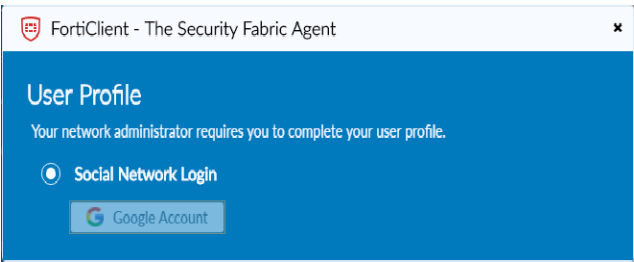 FortiClient - The Security Fabric Agent
User Profile
Your network administrator requires you to complete your user profile.
Social Network Login
Google Account